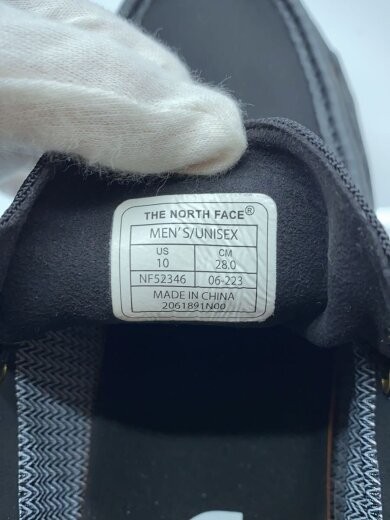 THE NORTH FACE®
MEN'S/UNISEX
US CM
10 28.0
NF52346 06-223
MADE IN CHINA
2061891N00